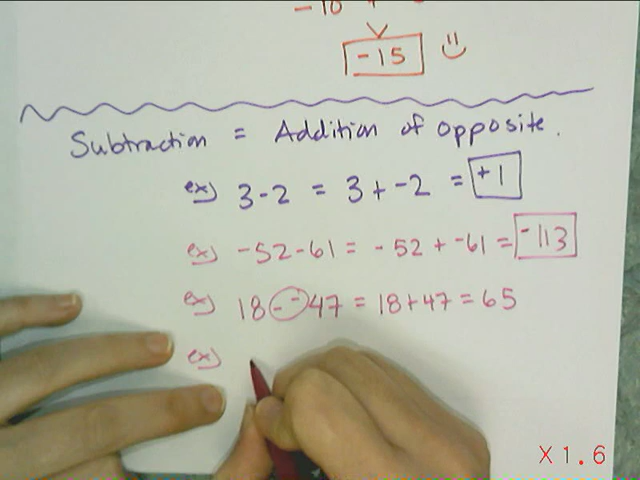 -15
Subtraction = Addition of opposite.
ex) 3-2 = 3+-2 = +1
ex) -52-61 = -52+-61 = -113
ex) 18--47 = 18+47 = 65
ex)
X1.6